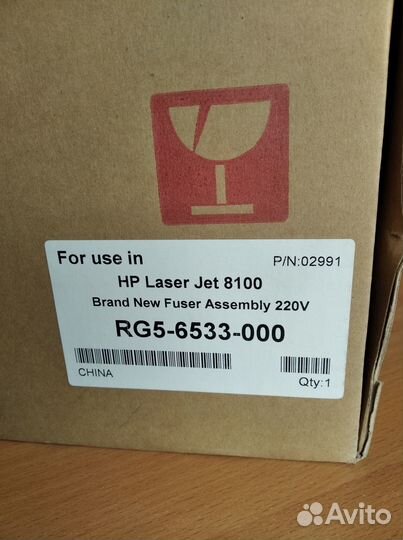 For use in
P/N:02991
HP Laser Jet 8100
Brand New Fuser Assembly 220V
RG5-6533-000
CHINA
Qty:1
Avito